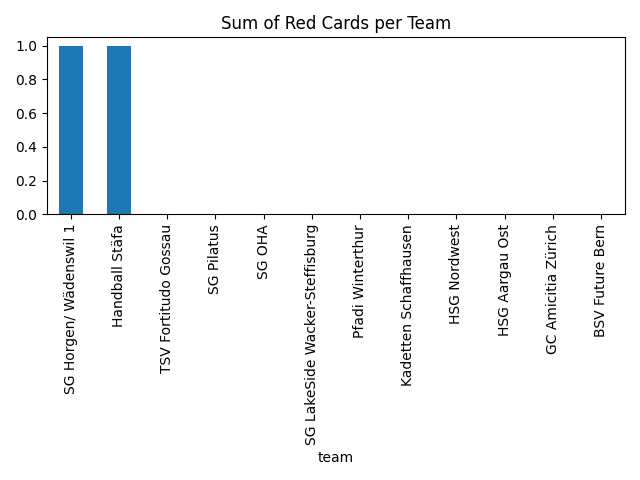 Sum of Red Cards per Team
1.0
0.8
0.6
0.4
0.2
0.0
SG Horgen/ Wädenswil 1
Handball Stäfa
TSV Fortitudo Gossau
SG Pilatus
SG OHA
SG LakeSide Wacker-Steffisburg
Pfadi Winterthur
Kadetten Schaffhausen
HSG Nordwest
HSG Aargau Ost
GC Amicitia Zürich
BSV Future Bern
team